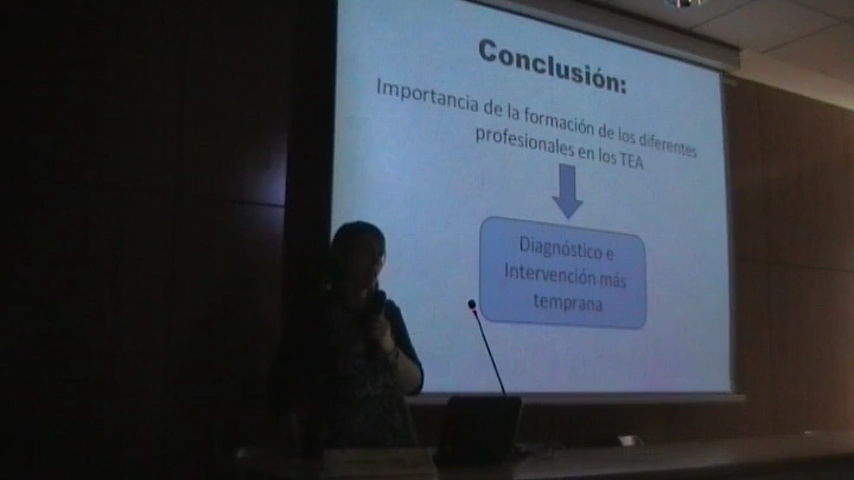 Conclusión:
Importancia de la formación de los diferentes
profesionales en los TEA
Diagnóstico e
Intervención más
temprana